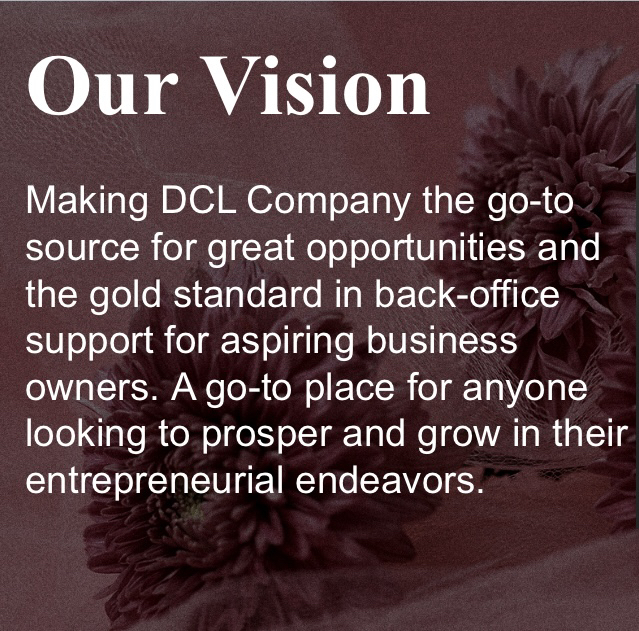 Our Vision
Making DCL Company the go-to
source for great opportunities and
the gold standard in back-office
support for aspiring business
owners. A go-to place for anyone
looking to prosper and grow in their
entrepreneurial endeavors.